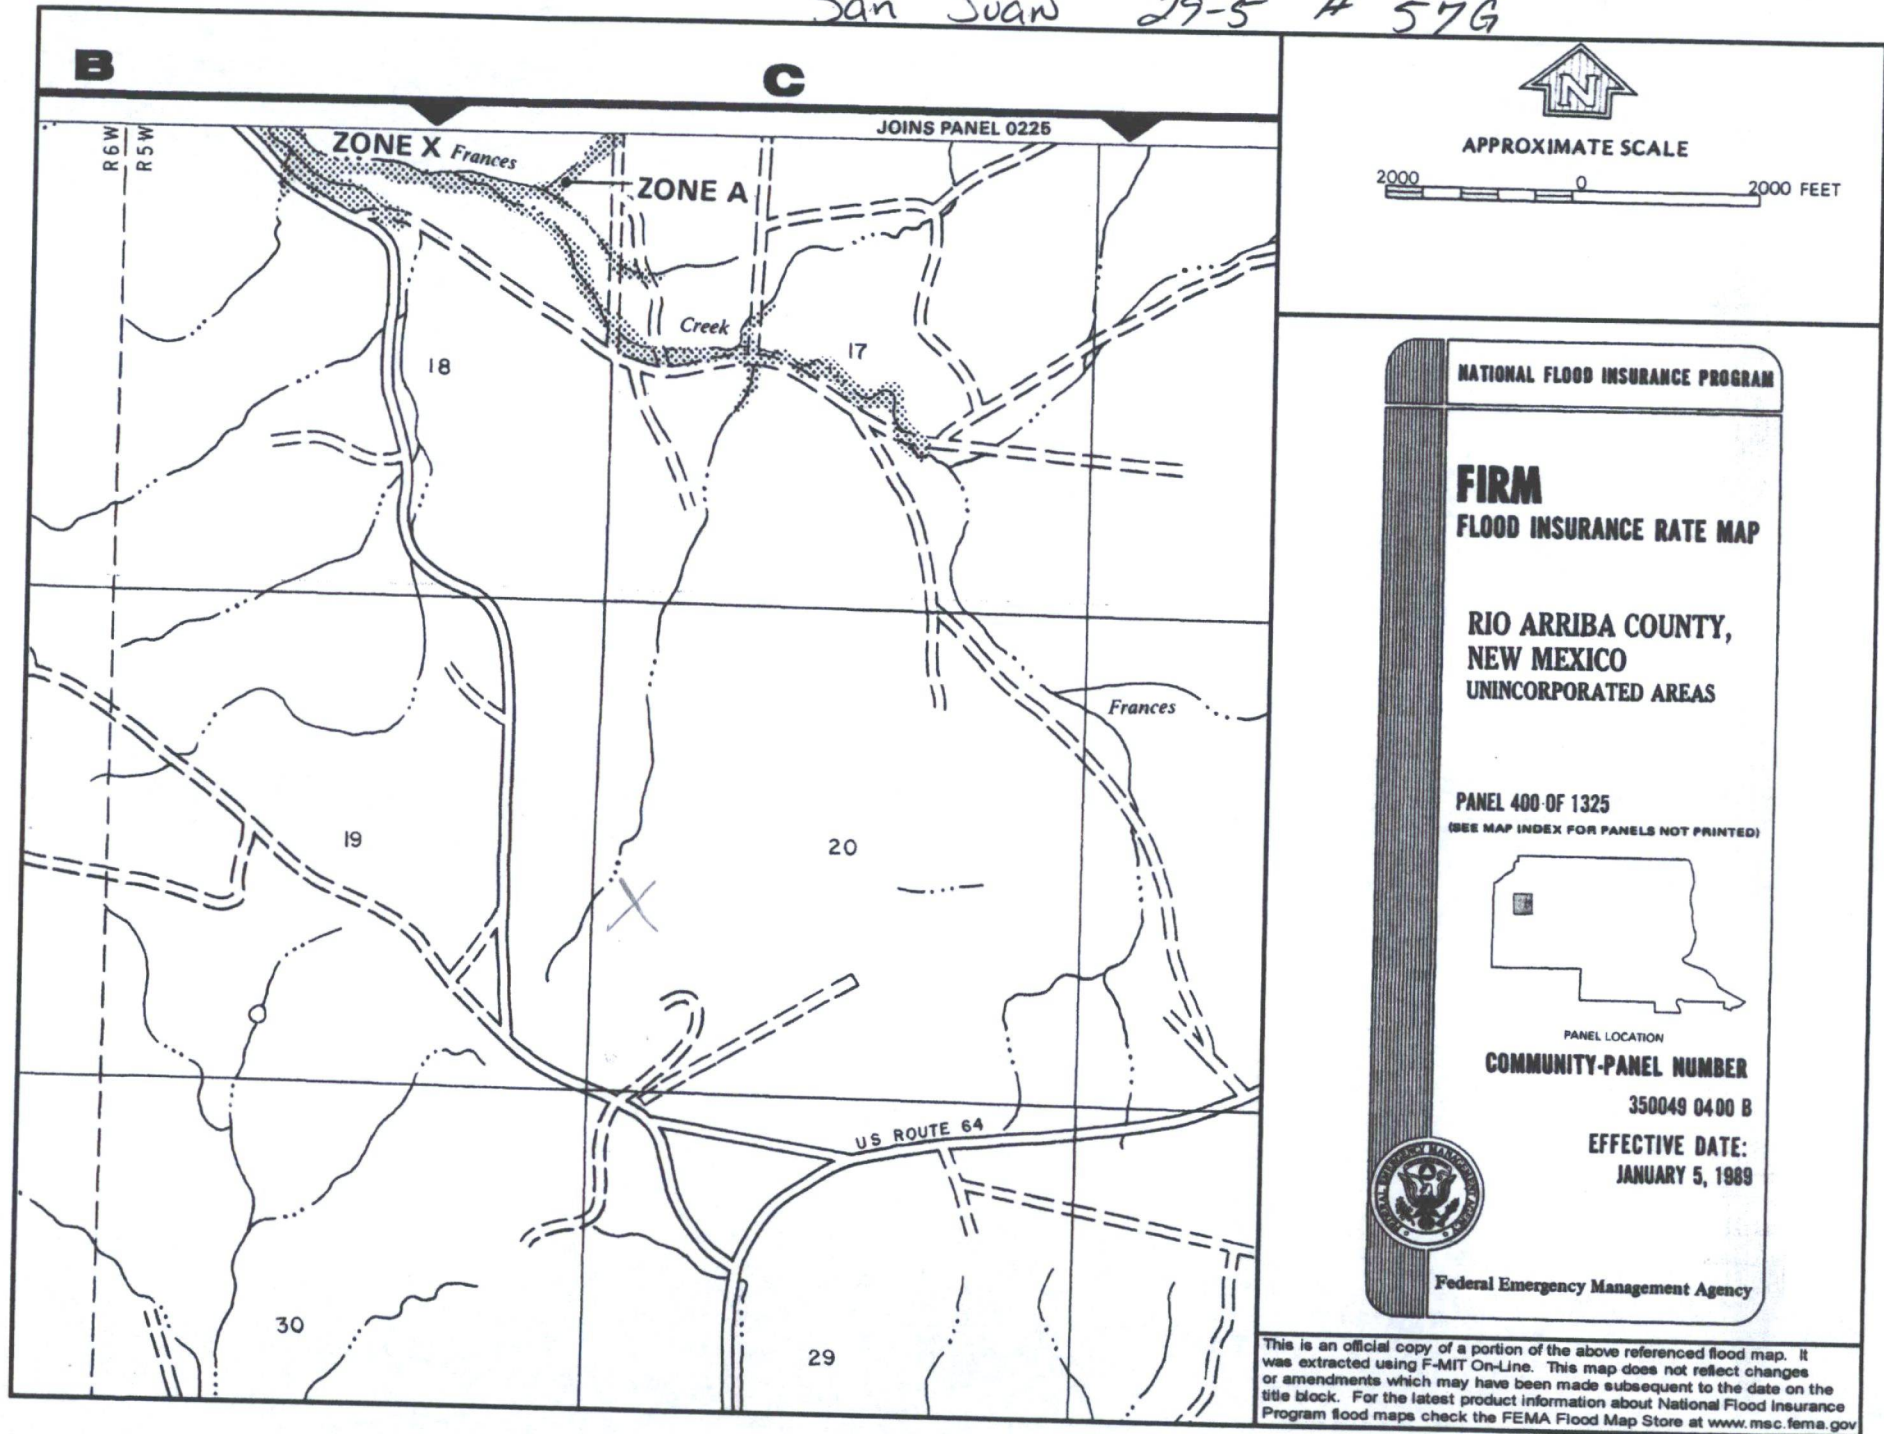 San Juan 29-5 # 57G
B
C
JOINS PANEL 0225
R6W
R5W
ZONE X
Frances
ZONE A
Creek
17
18
Frances
19
20
US ROUTE 64
30
29
N
APPROXIMATE SCALE
2000 0 2000 FEET
NATIONAL FLOOD INSURANCE PROGRAM
FIRM
FLOOD INSURANCE RATE MAP
RIO ARRIBA COUNTY,
NEW MEXICO
UNINCORPORATED AREAS
PANEL 400 OF 1325
(SEE MAP INDEX FOR PANELS NOT PRINTED)
PANEL LOCATION
COMMUNITY-PANEL NUMBER
350049 0400 B
EFFECTIVE DATE:
JANUARY 5, 1989
FEDERAL EMERGENCY MANAGEMENT AGENCY
Federal Emergency Management Agency
This is an official copy of a portion of the above referenced flood map. It
was extracted using F-MIT On-Line. This map does not reflect changes
or amendments which may have been made subsequent to the date on the
title block. For the latest product information about National Flood Insurance
Program flood maps check the FEMA Flood Map Store at www.msc.fema.gov